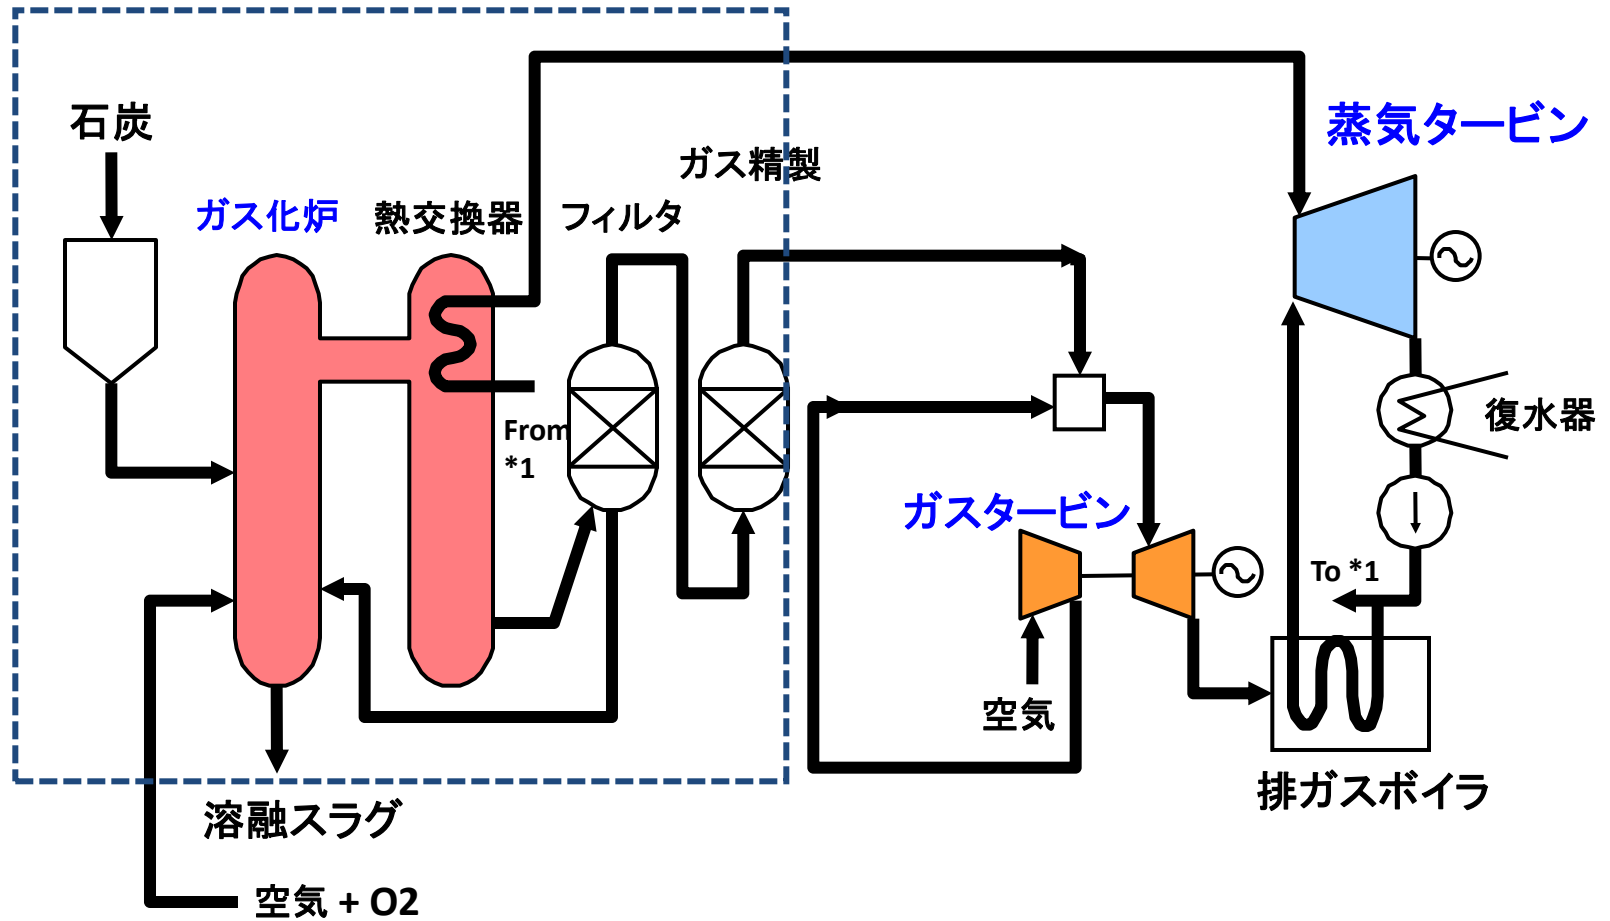 石炭
蒸気タービン
ガス精製
ガス化炉
熱交換器
フィルタ
復水器
From
*1
ガスタービン
To *1
空気
排ガスボイラ
溶融スラグ
空気 + O2